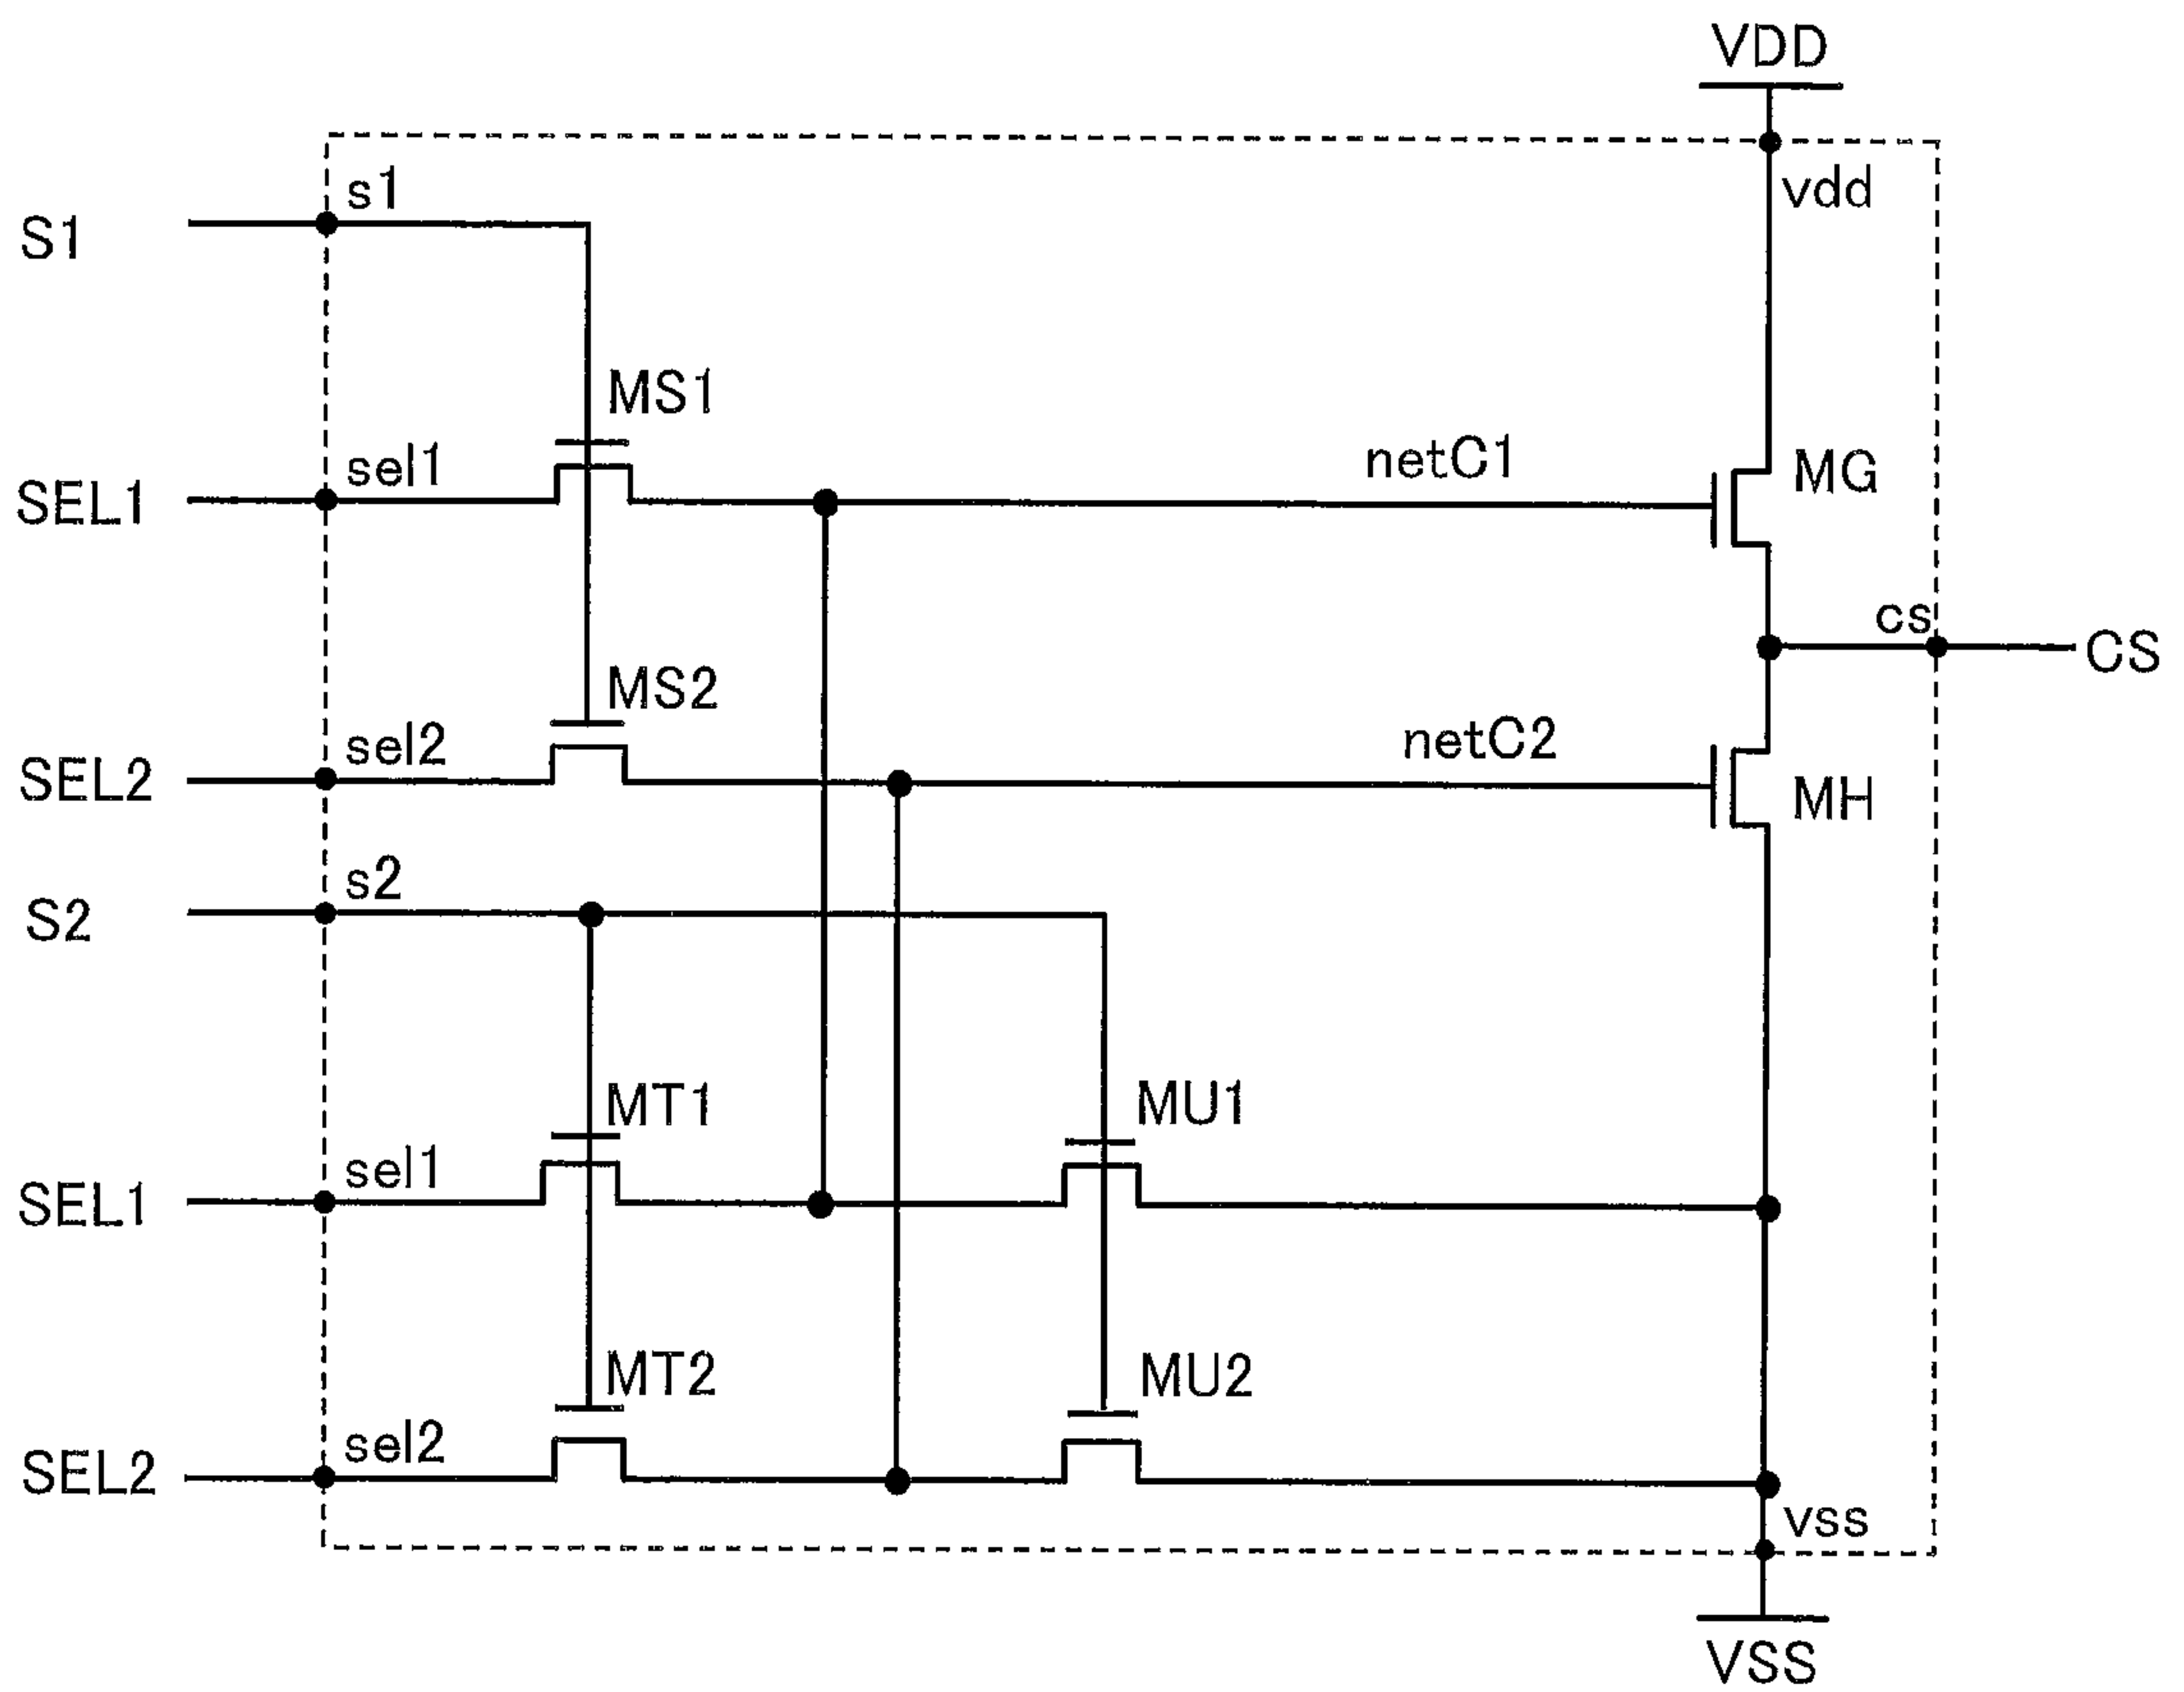 VDD
vdd
s1
S1
MS1
sel1
SEL1
netC1
MG
cs
CS
MS2
sel2
SEL2
netC2
MH
s2
S2
MT1
MU1
sel1
SEL1
MT2
MU2
sel2
SEL2
vss
VSS